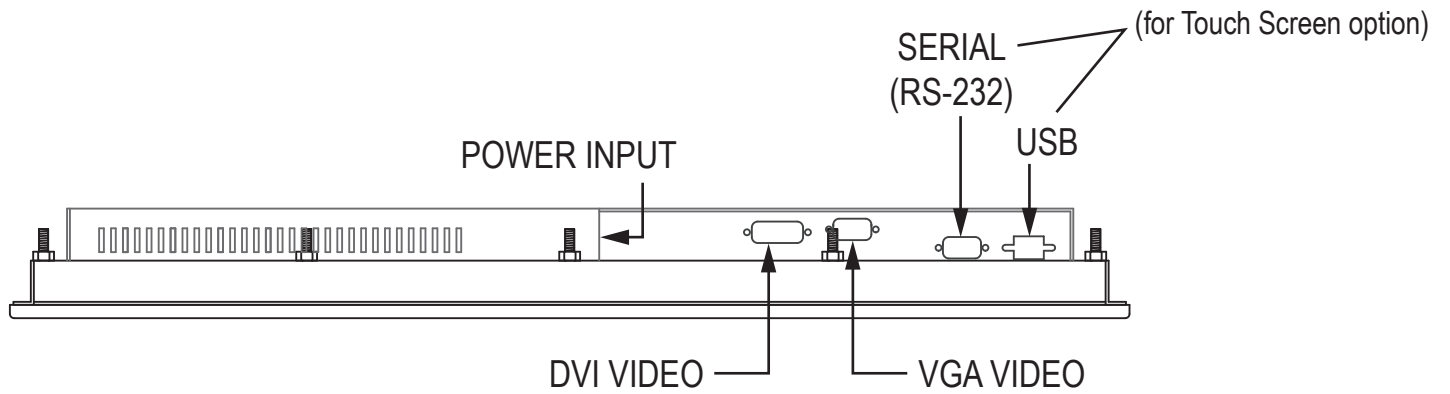 (for Touch Screen option)
SERIAL
(RS-232)
USB
POWER INPUT
DVI VIDEO
VGA VIDEO